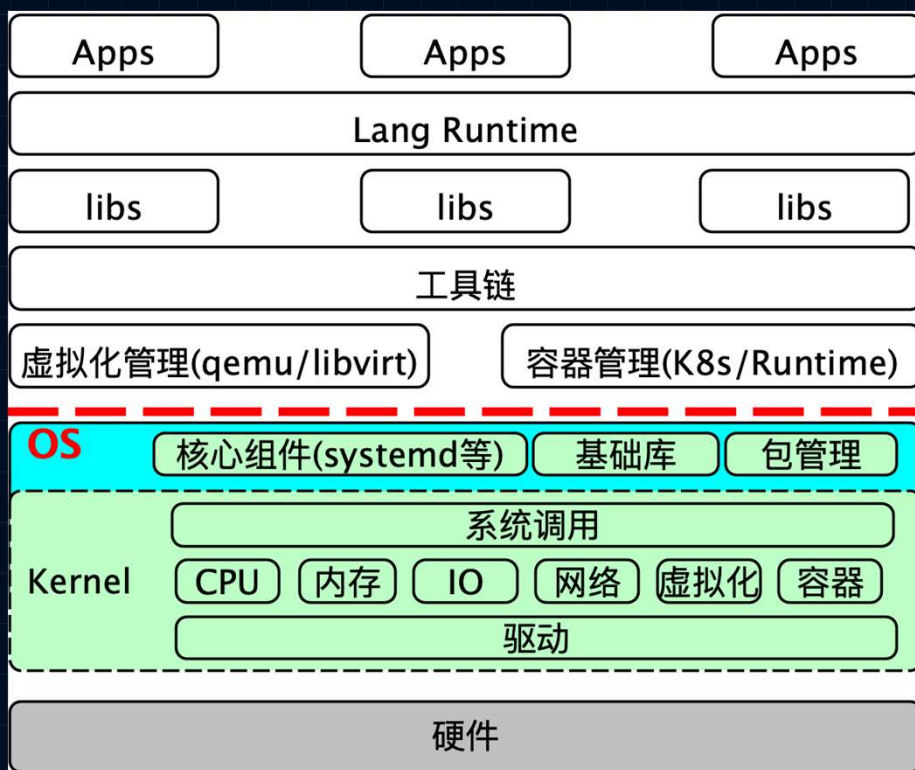 Apps Apps Apps
Lang Runtime
libs libs libs
工具链
虚拟化管理(qemu/libvirt) 容器管理(K8s/Runtime)
OS 核心组件(systemd等) 基础库 包管理
系统调用
Kernel CPU 内存 IO 网络 虚拟化 容器
驱动
硬件